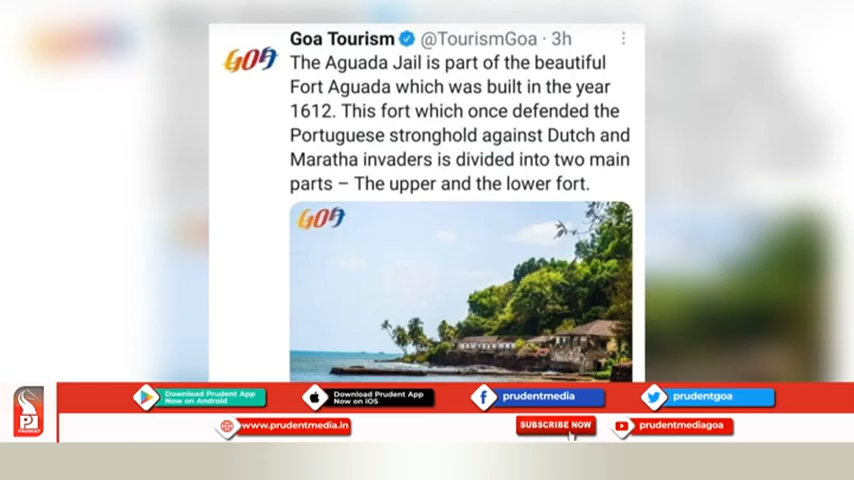 Goa Tourism @TourismGoa · 3h
GOA
The Aguada Jail is part of the beautiful
Fort Aguada which was built in the year
1612. This fort which once defended the
Portuguese stronghold against Dutch and
Maratha invaders is divided into two main
parts – The upper and the lower fort.
GOA
Download Prudent App
Now on Android
Download Prudent App
Now on iOS
prudentmedia
prudentgoa
PRUDENT
www.prudentmedia.in
SUBSCRIBE NOW
prudentmediagoa